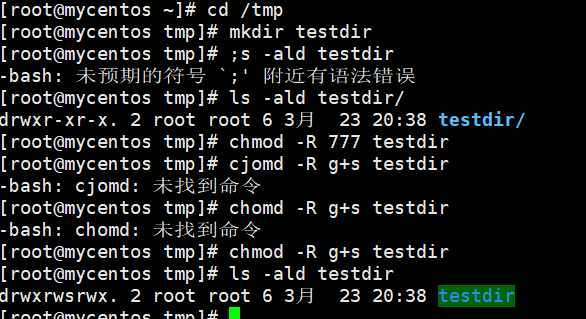 [root@mycentos ~]# cd /tmp
[root@mycentos tmp]# mkdir testdir
[root@mycentos tmp]# ;s -ald testdir
-bash: 未预期的符号 `;' 附近有语法错误
[root@mycentos tmp]# ls -ald testdir/
drwxr-xr-x. 2 root root 6 3月  23 20:38 testdir/
[root@mycentos tmp]# chmod -R 777 testdir
[root@mycentos tmp]# cjomd -R g+s testdir
-bash: cjomd: 未找到命令
[root@mycentos tmp]# chomd -R g+s testdir
-bash: chomd: 未找到命令
[root@mycentos tmp]# chmod -R g+s testdir
[root@mycentos tmp]# ls -ald testdir
drwxrwsrwx. 2 root root 6 3月  23 20:38 testdir
[root@mycentos tmp]#